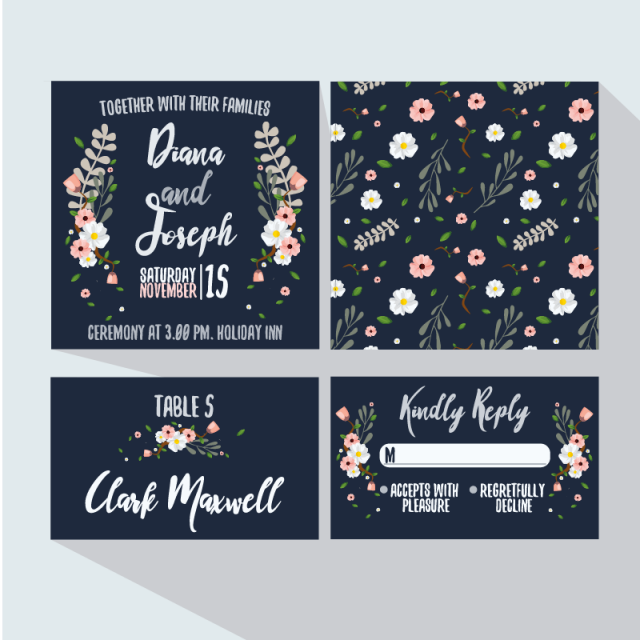 TOGETHER WITH THEIR FAMILIES
Diana
and
Joseph
SATURDAY
NOVEMBER
15
CEREMONY AT 3.00 PM. HOLIDAY INN
TABLE 5
Clark Maxwell
Kindly Reply
M
ACCEPTS WITH
PLEASURE
REGRETFULLY
DECLINE